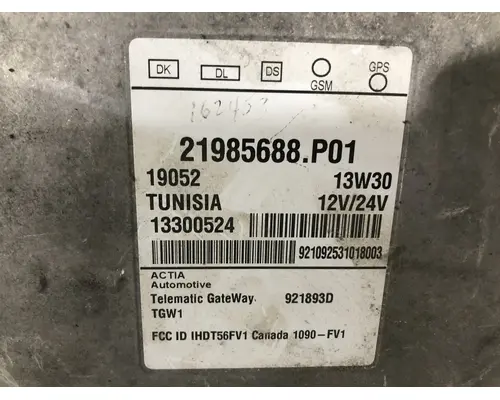 DK DL DS GSM GPS
162457
21985688.P01
19052 13W30
TUNISIA 12V/24V
13300524
921092531018003
ACTIA
Automotive
Telematic GateWay. 921893D
TGW1
FCC ID IHDT56FV1 Canada 1090-FV1